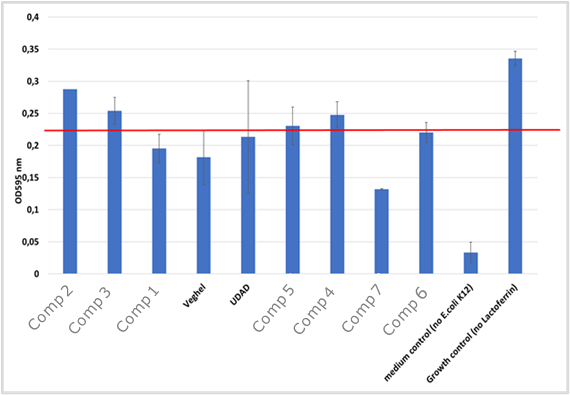 0,4
0,35
0,3
0,25
0,2
0,15
0,1
0,05
0
OD595 nm
Comp 2
Comp 3
Comp 1
Veghel
UDAD
Comp 5
Comp 4
Comp 7
Comp 6
medium control (no E.coli K12)
Growth control (no Lactoferrin)